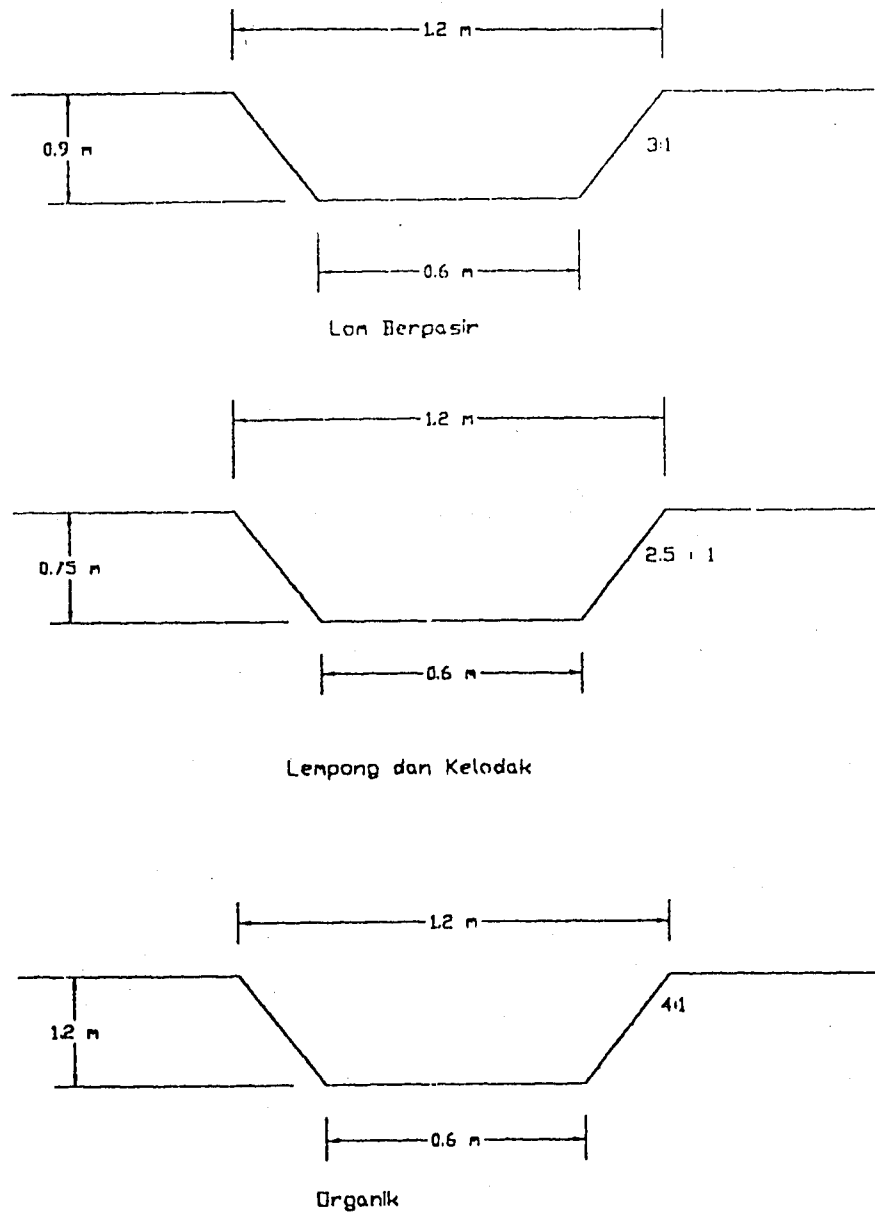 1.2 m
0.9 m
3:1
0.6 m
Lom Berpasir
1.2 m
0.75 m
2.5 : 1
0.6 m
Lempong dan Kelodak
1.2 m
1.2 m
4:1
0.6 m
Organik